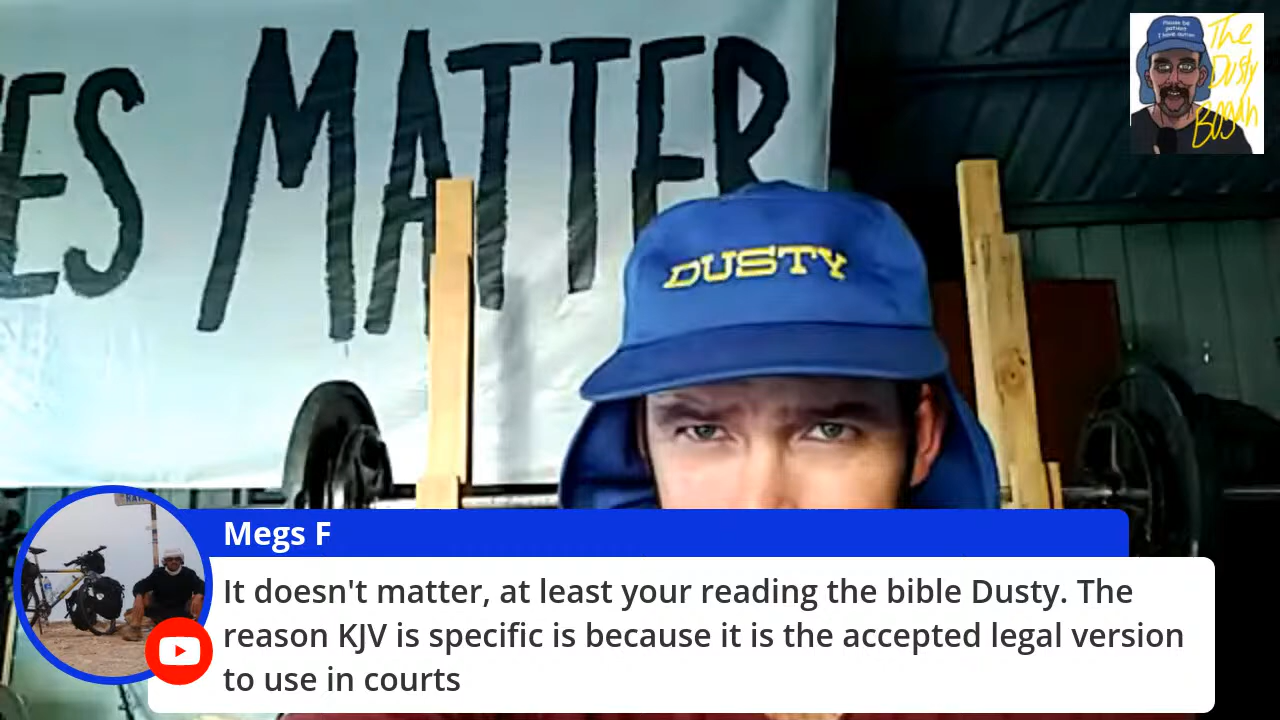 ES MATTER
The
Dusty
Bogan
DUSTY
Megs F
It doesn't matter, at least your reading the bible Dusty. The
reason KJV is specific is because it is the accepted legal version
to use in courts